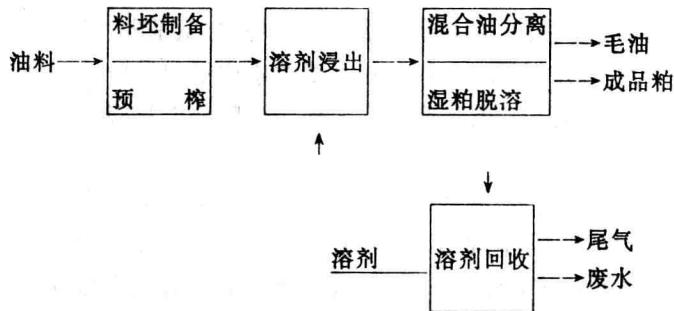 油料
料坯制备
预 榨
溶剂浸出
混合油分离
湿粕脱溶
毛油
成品粕
溶剂
溶剂回收
尾气
废水